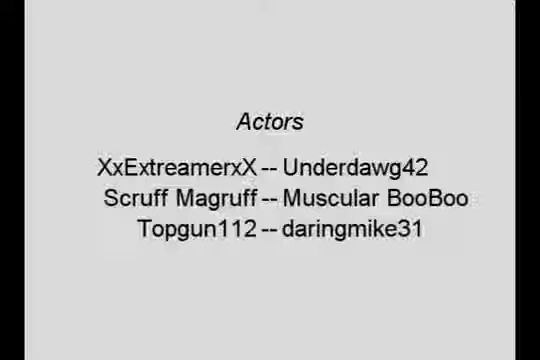 Actors
XxExtreamerxX -- Underdawg42
Scruff Magruff -- Muscular BooBoo
Topgun112 -- daringmike31